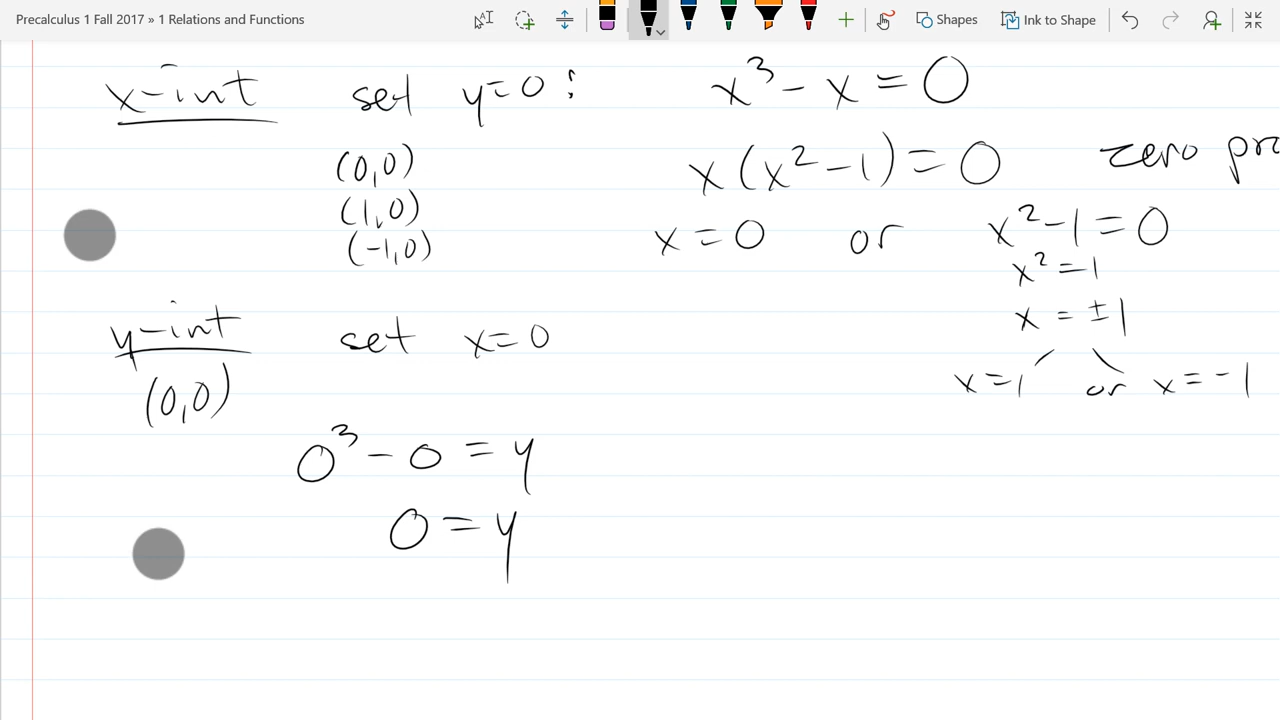 Precalculus 1 Fall 2017 » 1 Relations and Functions
Shapes
Ink to Shape
x-int set y=0:
(0,0)
(1,0)
(-1,0)
x³ - x = 0
x(x² - 1) = 0 zero
x = 0 or x² - 1 = 0
x² = 1
x = ±1
x = 1 or x = -1
y-int set x=0
(0,0)
0³ - 0 = y
0 = y